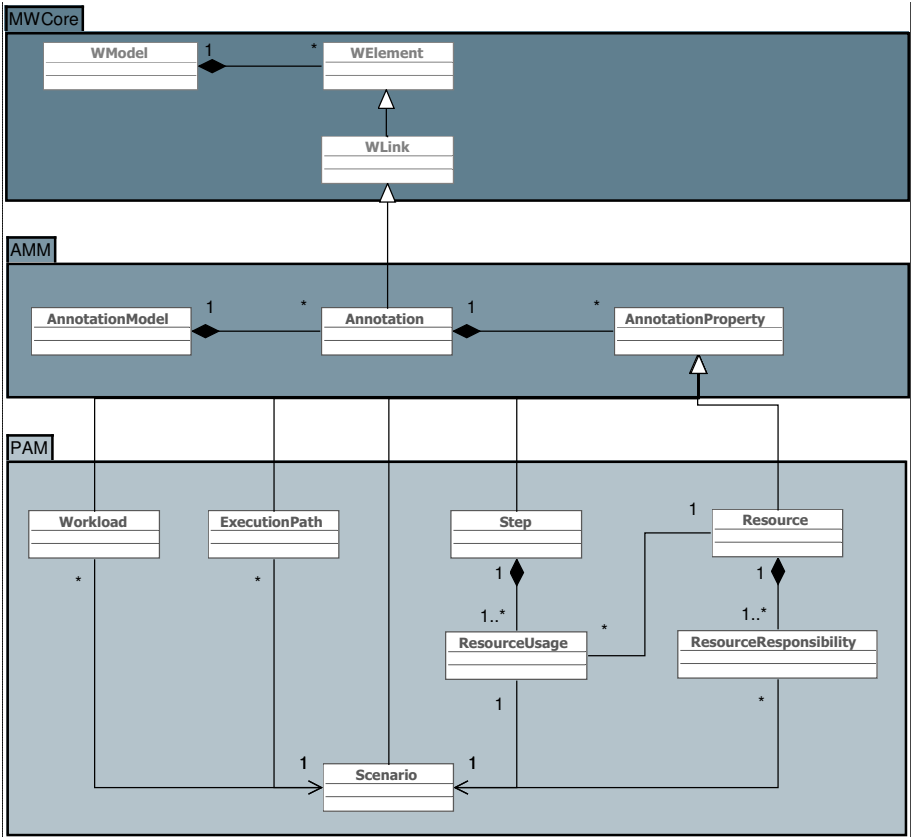 MWCore
WModel 1 * WElement
WLink
AMM
AnnotationModel 1 * Annotation 1 * AnnotationProperty
PAM
Workload ExecutionPath Step 1 Resource
* * 1 1
1..* 1..*
ResourceUsage * ResourceResponsibility
1 *
1 1
Scenario